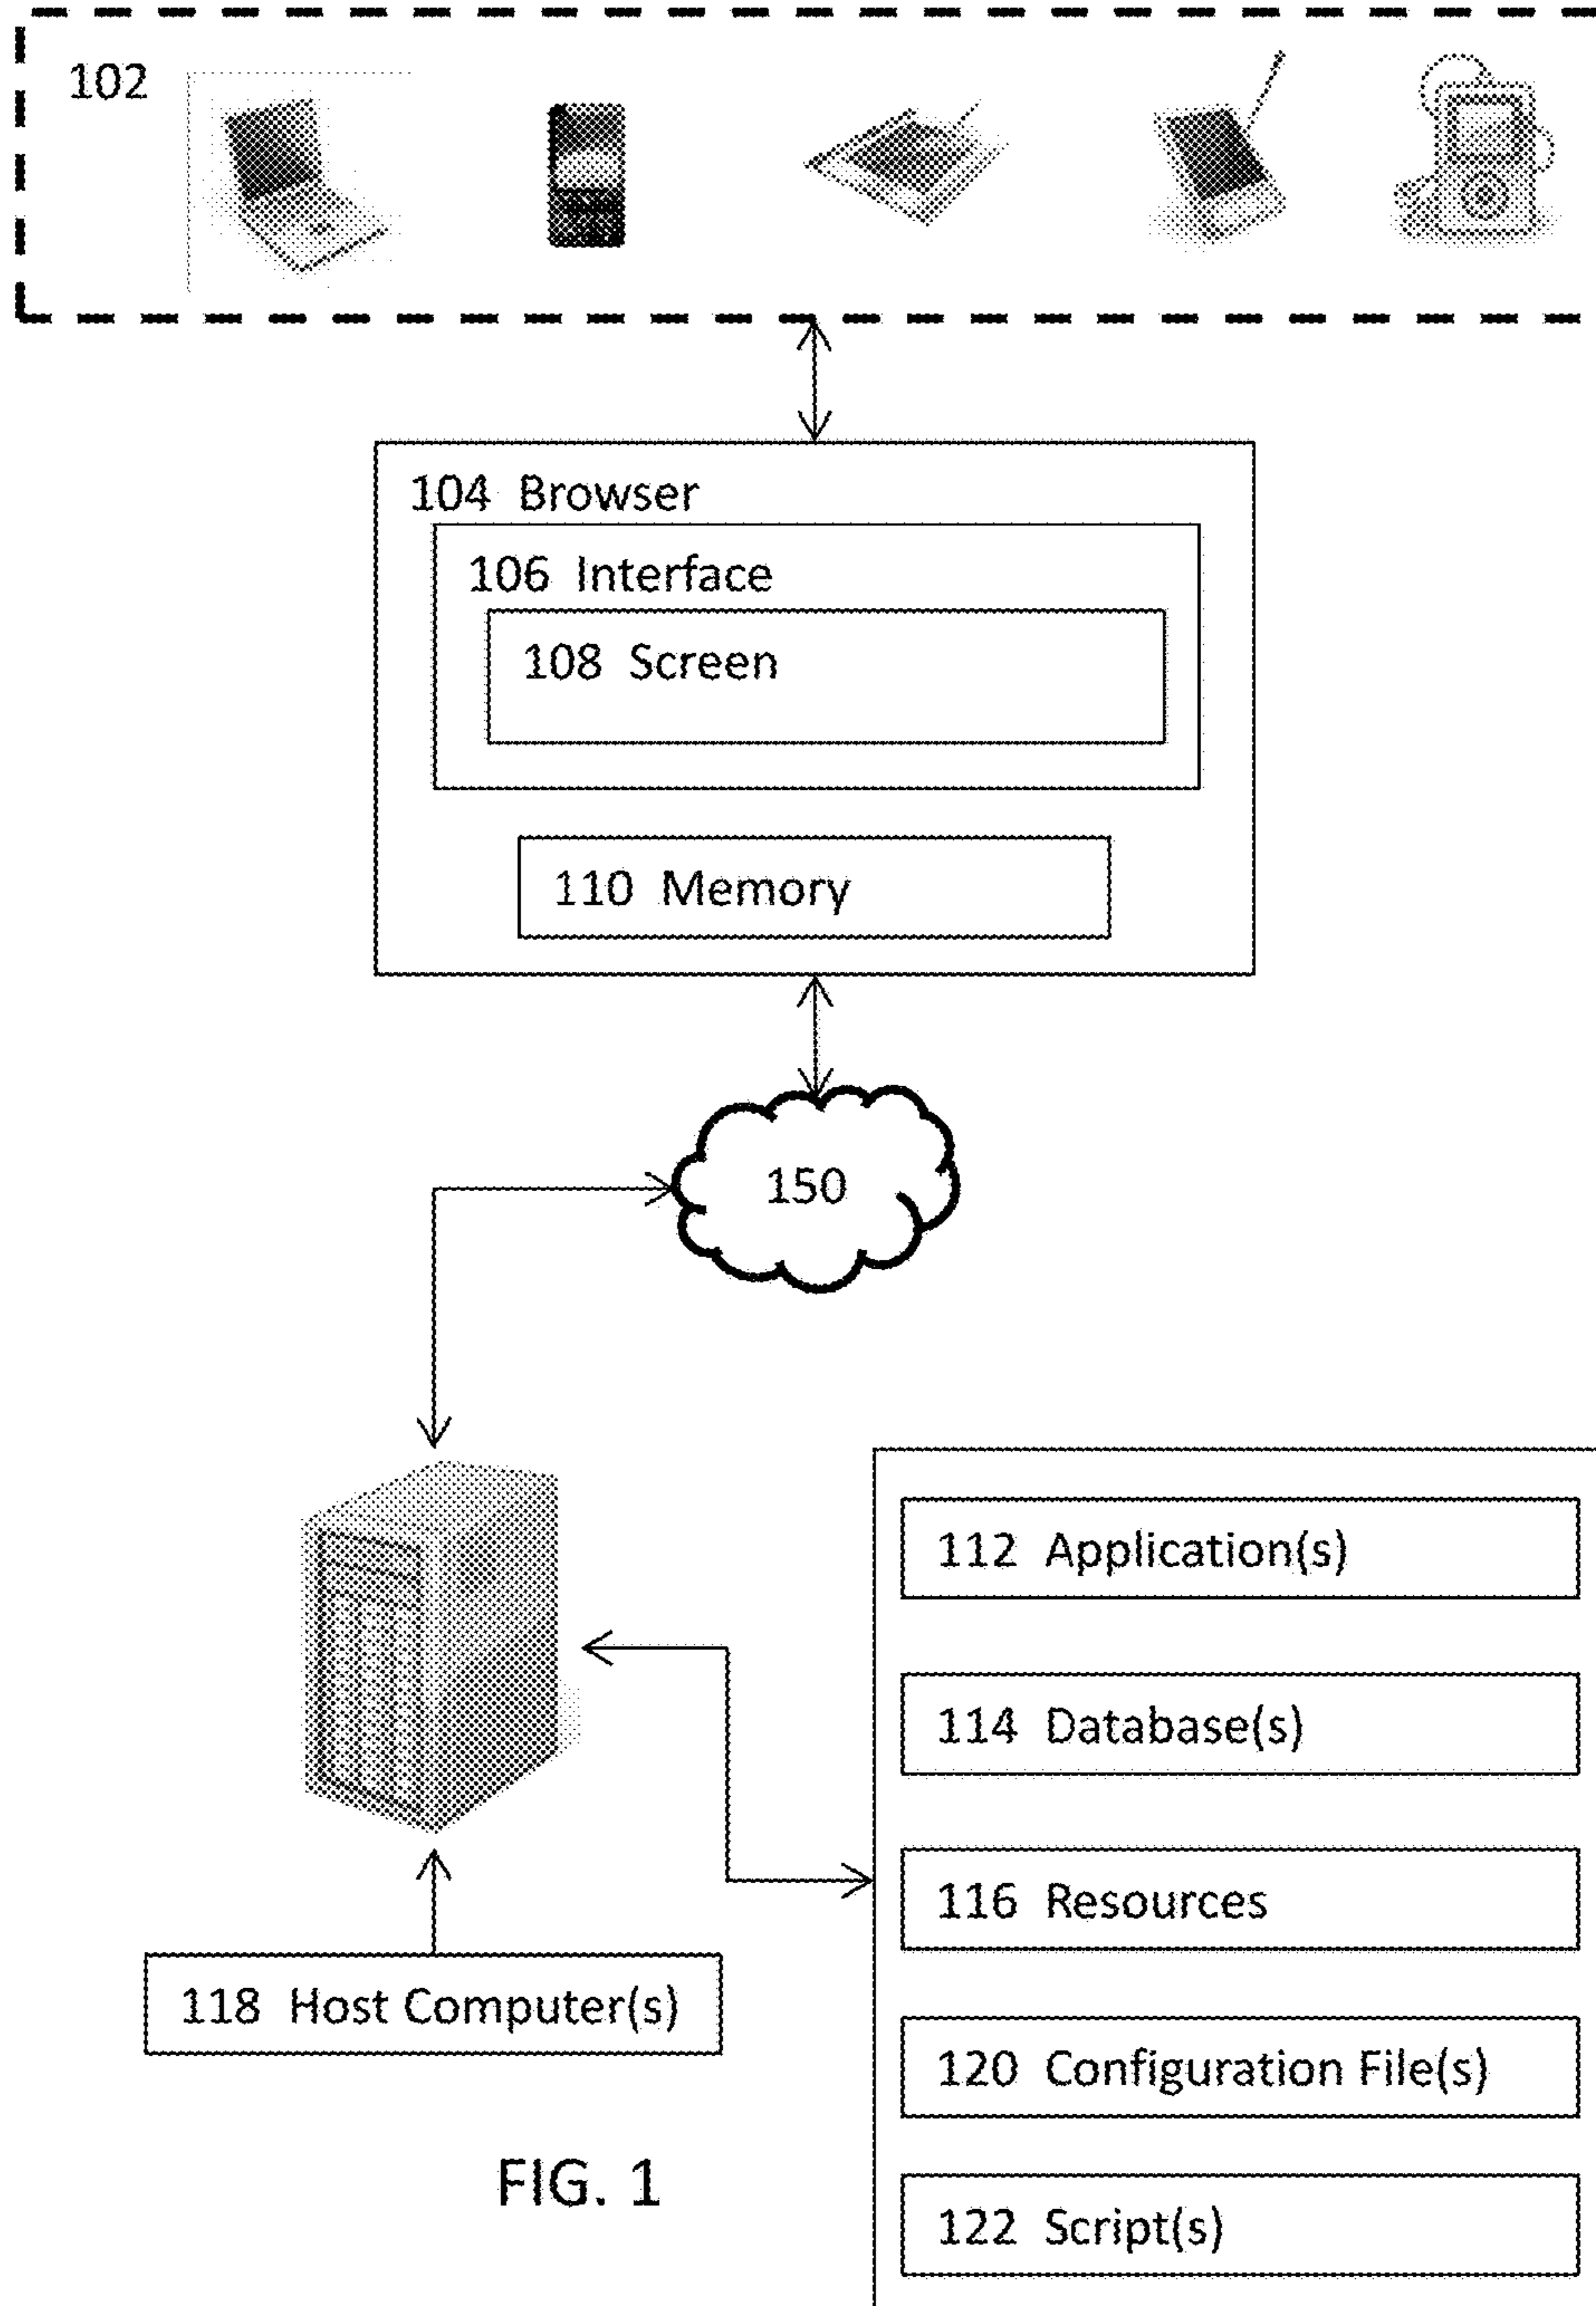 102
104 Browser
106 Interface
108 Screen
110 Memory
150
112 Application(s)
114 Database(s)
116 Resources
118 Host Computer(s)
120 Configuration File(s)
122 Script(s)
FIG. 1